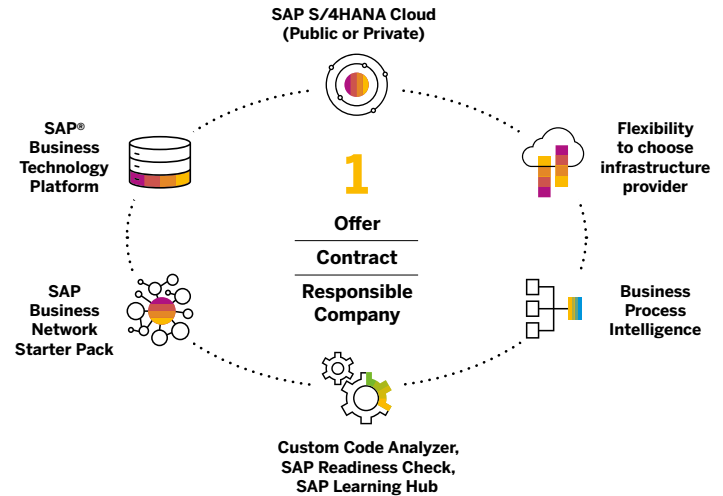 SAP S/4HANA Cloud
(Public or Private)
SAP®
Business
Technology
Platform
Flexibility
to choose
infrastructure
provider
1
Offer
Contract
Responsible
Company
SAP
Business
Network
Starter Pack
Business
Process
Intelligence
Custom Code Analyzer,
SAP Readiness Check,
SAP Learning Hub